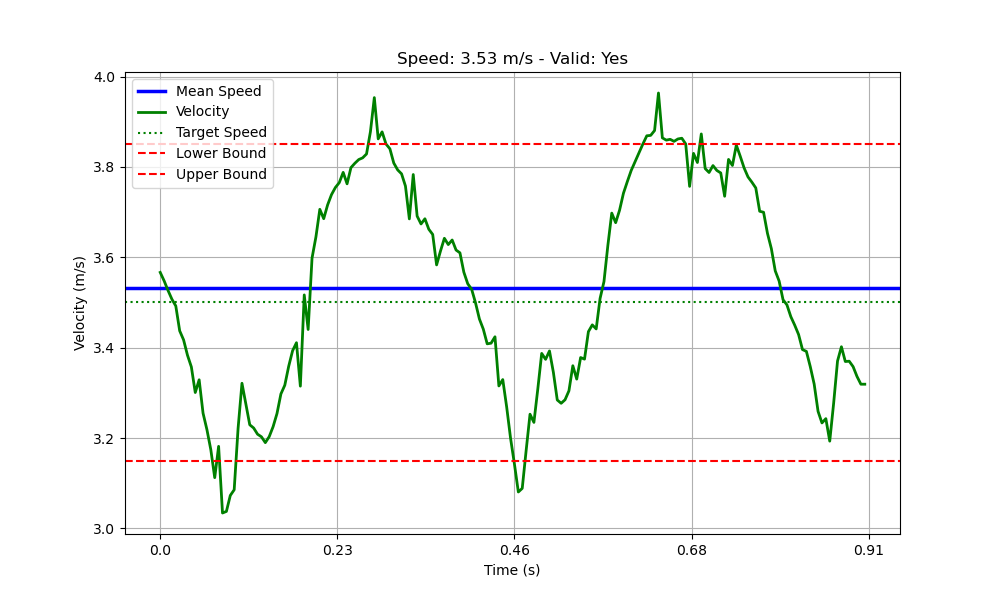 Speed: 3.53 m/s - Valid: Yes
4.0
3.8
3.6
3.4
3.2
3.0
Velocity (m/s)
Mean Speed
Velocity
Target Speed
Lower Bound
Upper Bound
0.0 0.23 0.46 0.68 0.91
Time (s)